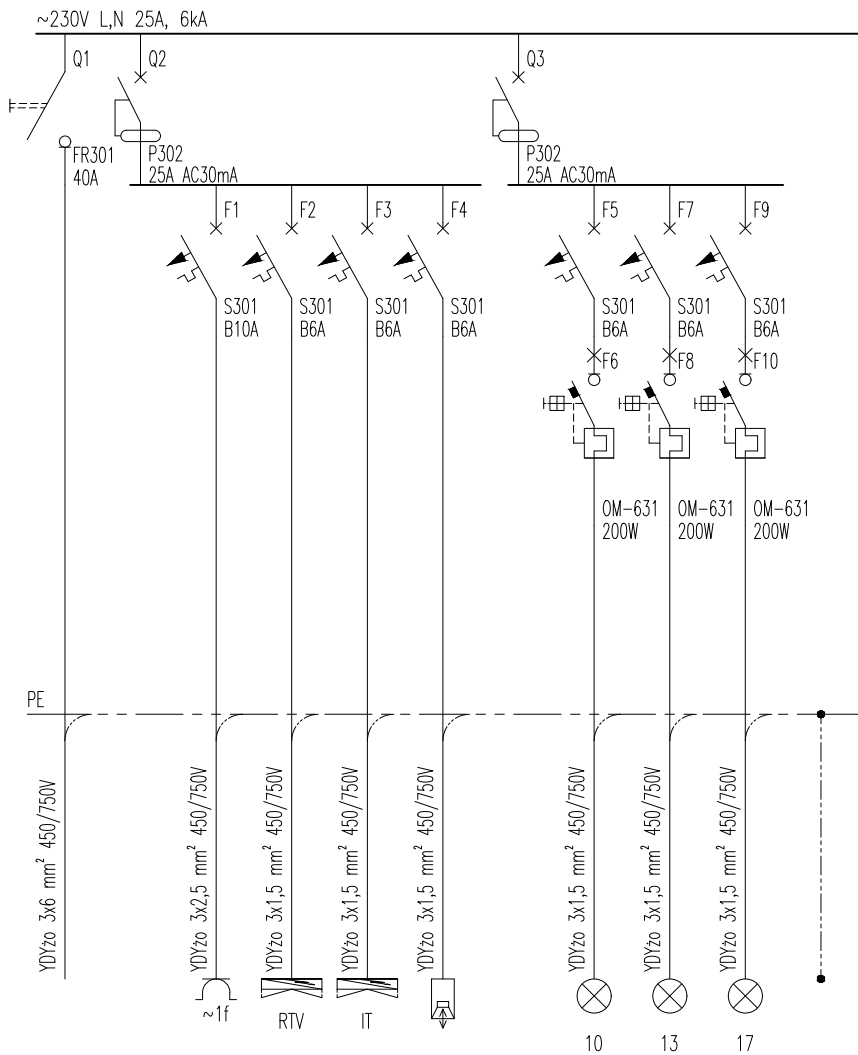 ~230V L,N 25A, 6kA
Q1
Q2
Q3
FR301
40A
P302
25A AC30mA
P302
25A AC30mA
F1
F2
F3
F4
F5
F7
F9
S301
B10A
S301
B6A
S301
B6A
S301
B6A
S301
B6A
S301
B6A
S301
B6A
F6
F8
F10
OM-631
200W
OM-631
200W
OM-631
200W
PE
YDYżo 3x6 mm² 450/750V
YDYżo 3x2,5 mm² 450/750V
YDYżo 3x1,5 mm² 450/750V
YDYżo 3x1,5 mm² 450/750V
YDYżo 3x1,5 mm² 450/750V
YDYżo 3x1,5 mm² 450/750V
YDYżo 3x1,5 mm² 450/750V
YDYżo 3x1,5 mm² 450/750V
~1f
RTV
IT
10
13
17